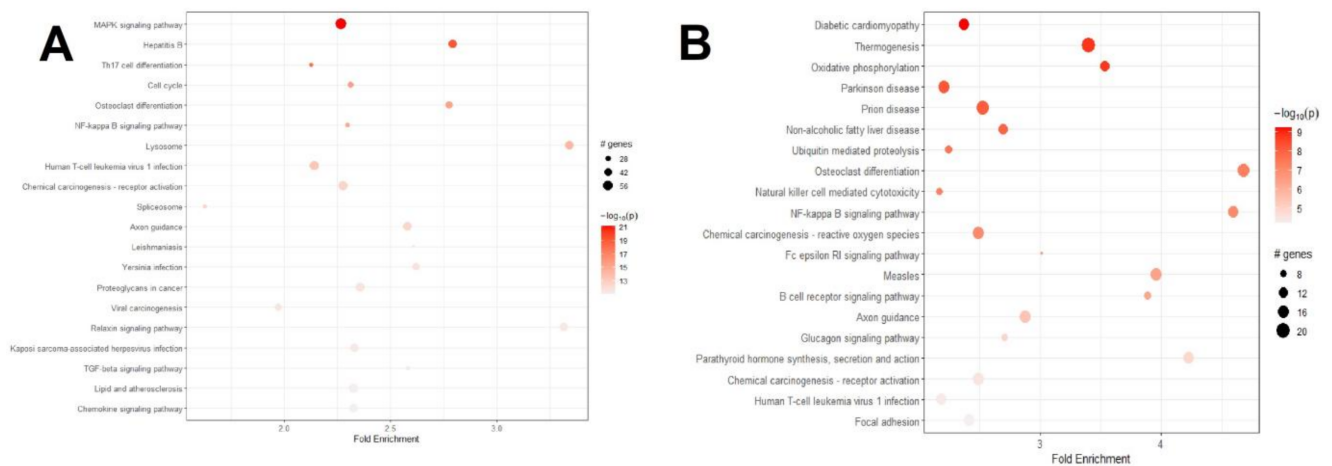 A
MAPK signaling pathway
Hepatitis B
Th17 cell differentiation
Cell cycle
Osteoclast differentiation
NF-kappa B signaling pathway
Lysosome
Human T-cell leukemia virus 1 infection
Chemical carcinogenesis - receptor activation
Spliceosome
Axon guidance
Leishmaniasis
Yersinia infection
Proteoglycans in cancer
Viral carcinogenesis
Relaxin signaling pathway
Kaposi sarcoma-associated herpesvirus infection
TGF-beta signaling pathway
Lipid and atherosclerosis
Chemokine signaling pathway
2.0 2.5 3.0
Fold Enrichment
# genes
28
42
56
−log10(p)
21
19
17
15
13
B
Diabetic cardiomyopathy
Thermogenesis
Oxidative phosphorylation
Parkinson disease
Prion disease
Non-alcoholic fatty liver disease
Ubiquitin mediated proteolysis
Osteoclast differentiation
Natural killer cell mediated cytotoxicity
NF-kappa B signaling pathway
Chemical carcinogenesis - reactive oxygen species
Fc epsilon RI signaling pathway
Measles
B cell receptor signaling pathway
Axon guidance
Glucagon signaling pathway
Parathyroid hormone synthesis, secretion and action
Chemical carcinogenesis - receptor activation
Human T-cell leukemia virus 1 infection
Focal adhesion
3 4
Fold Enrichment
−log10(p)
9
8
7
6
5
# genes
8
12
16
20